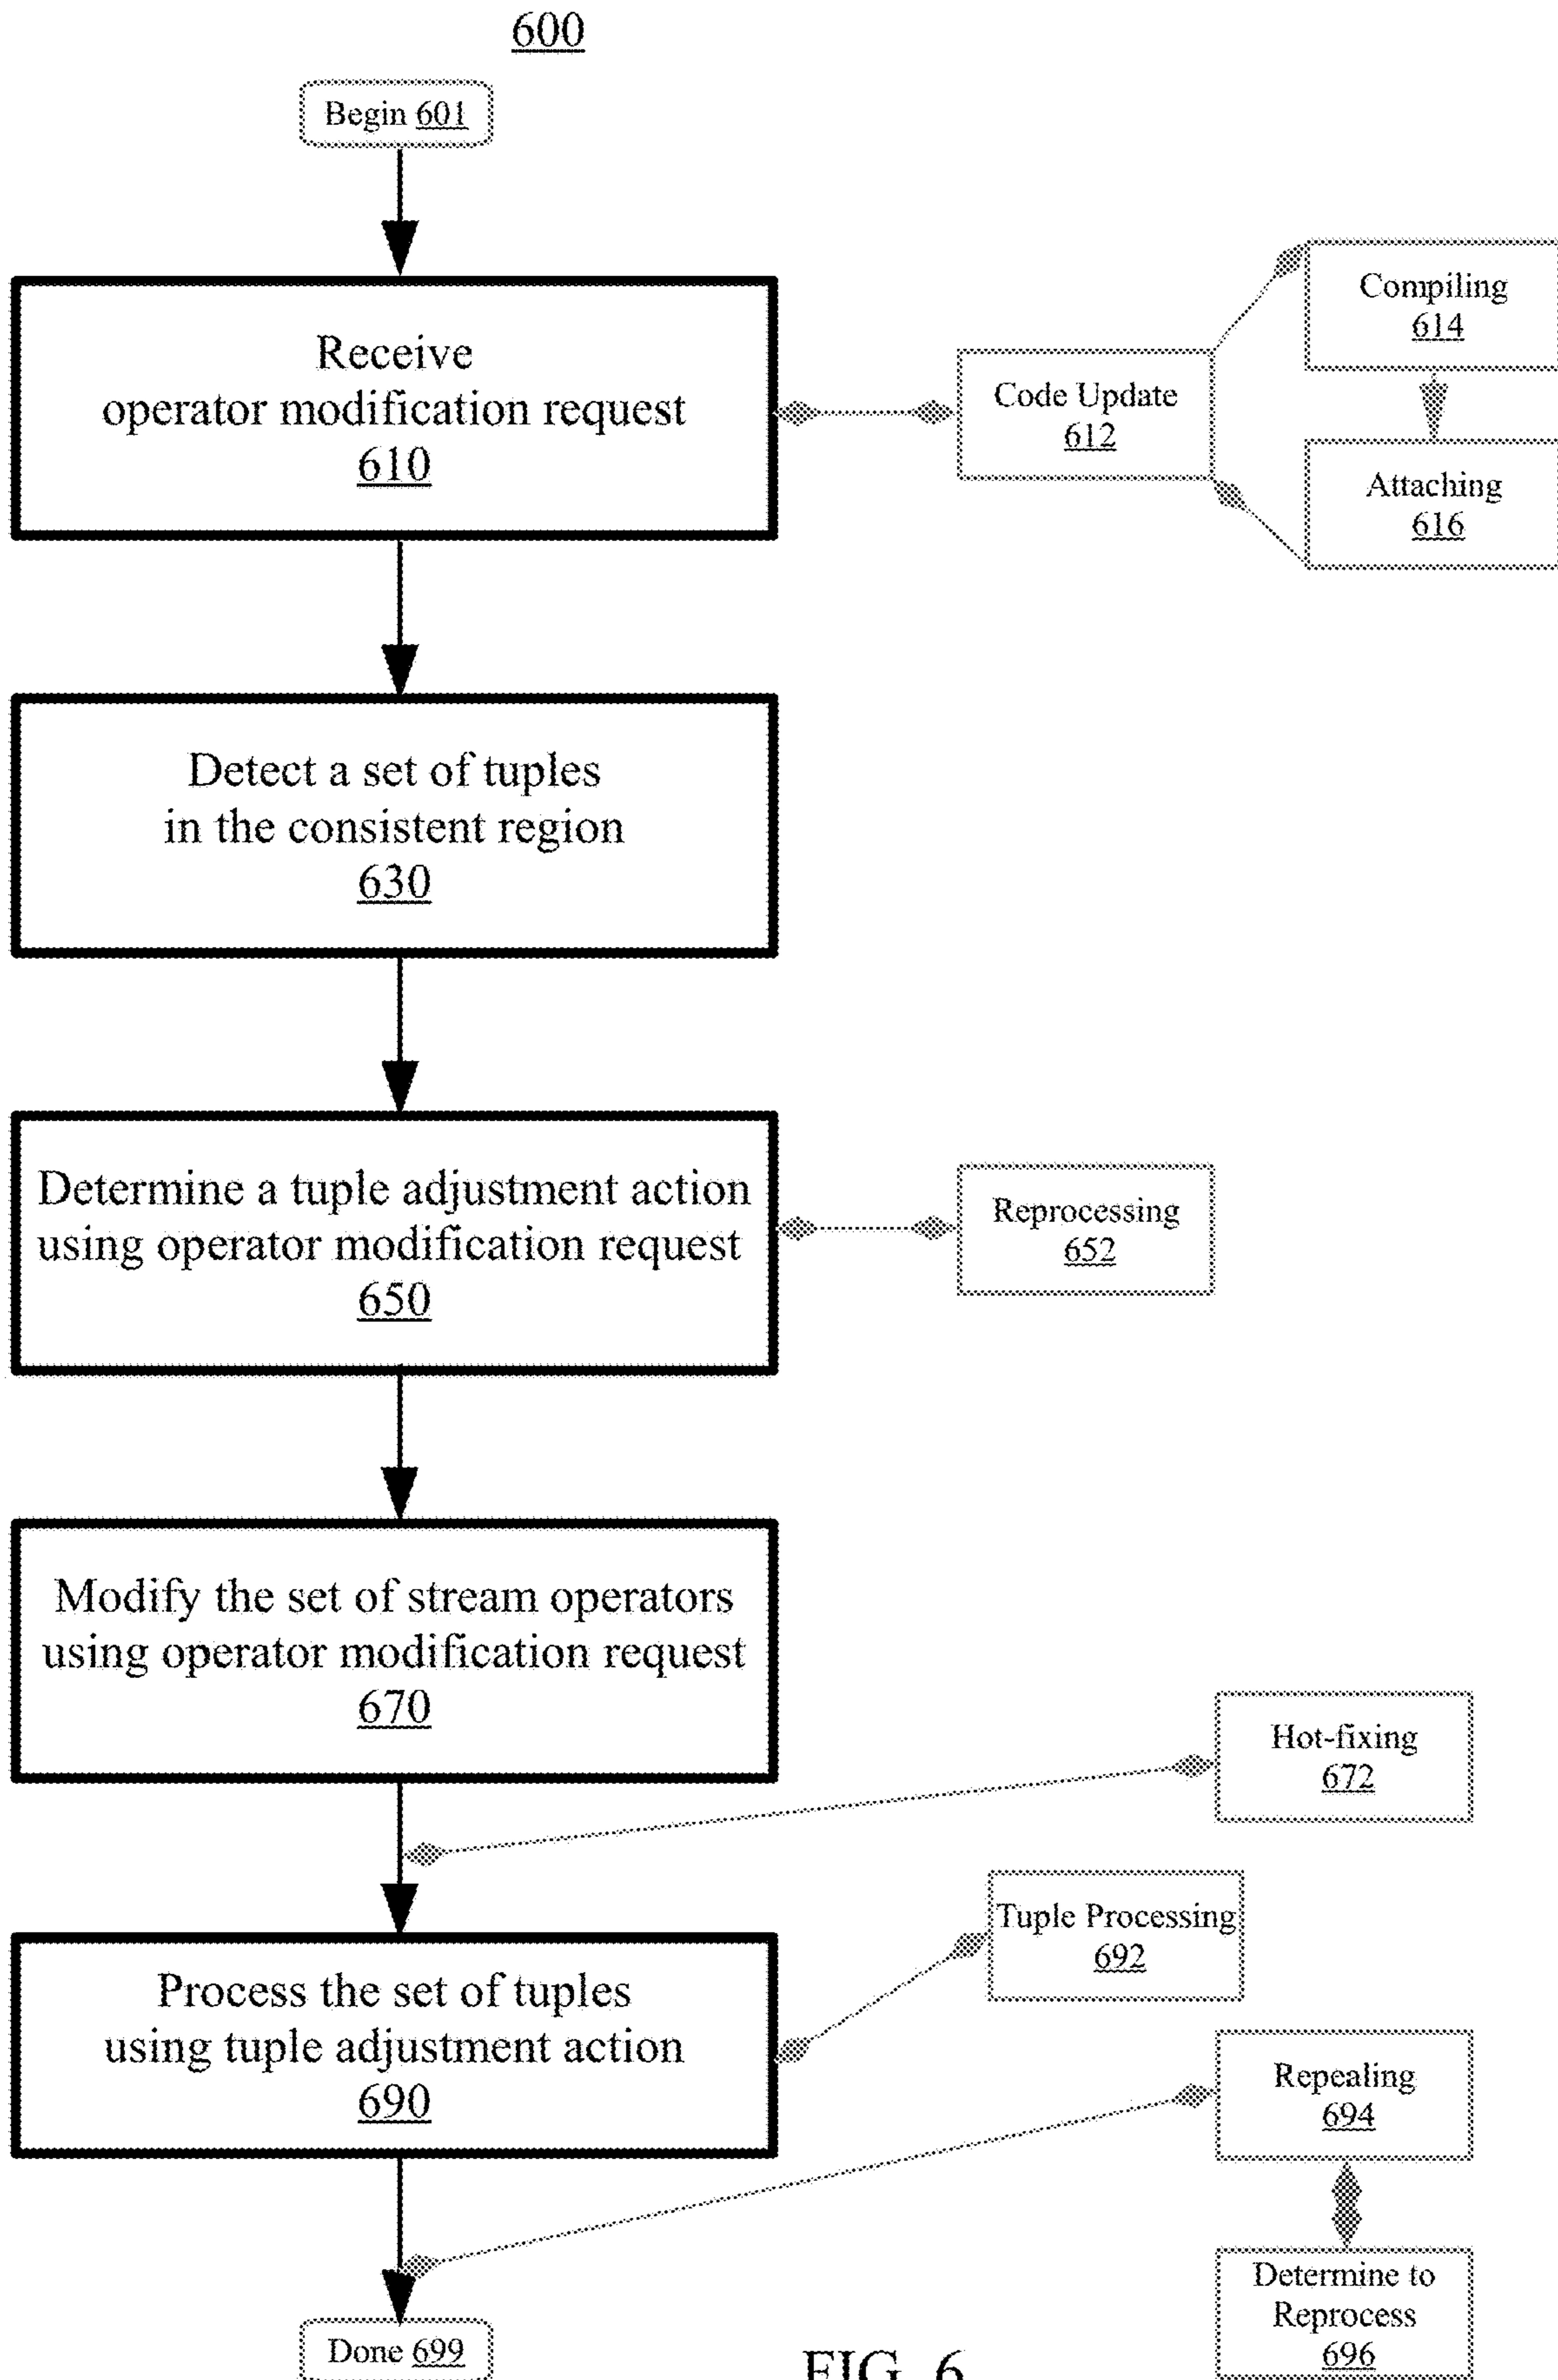 600
Begin 601
Receive
operator modification request
610
Code Update
612
Compiling
614
Attaching
616
Detect a set of tuples
in the consistent region
630
Determine a tuple adjustment action
using operator modification request
650
Reprocessing
652
Modify the set of stream operators
using operator modification request
670
Hot-fixing
672
Process the set of tuples
using tuple adjustment action
690
Tuple Processing
692
Repealing
694
Determine to
Reprocess
696
Done 699
FIG. 6